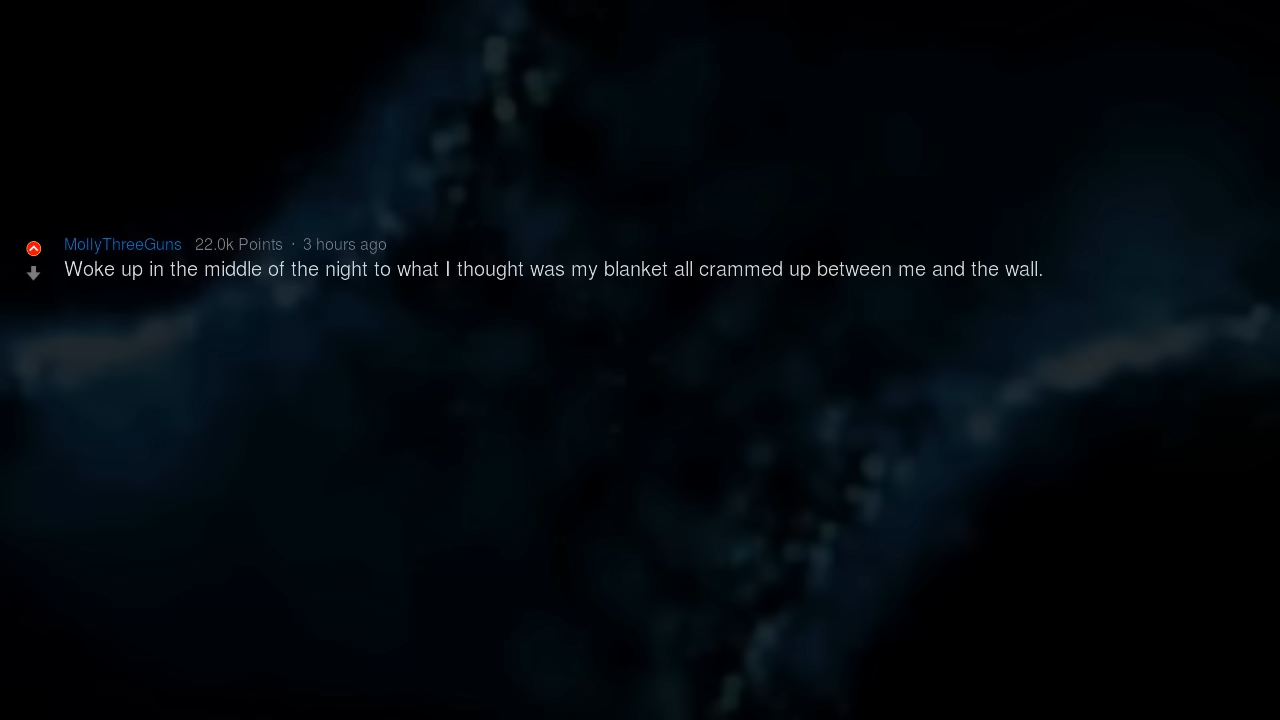 MollyThreeGuns 22.0k Points · 3 hours ago
Woke up in the middle of the night to what I thought was my blanket all crammed up between me and the wall.